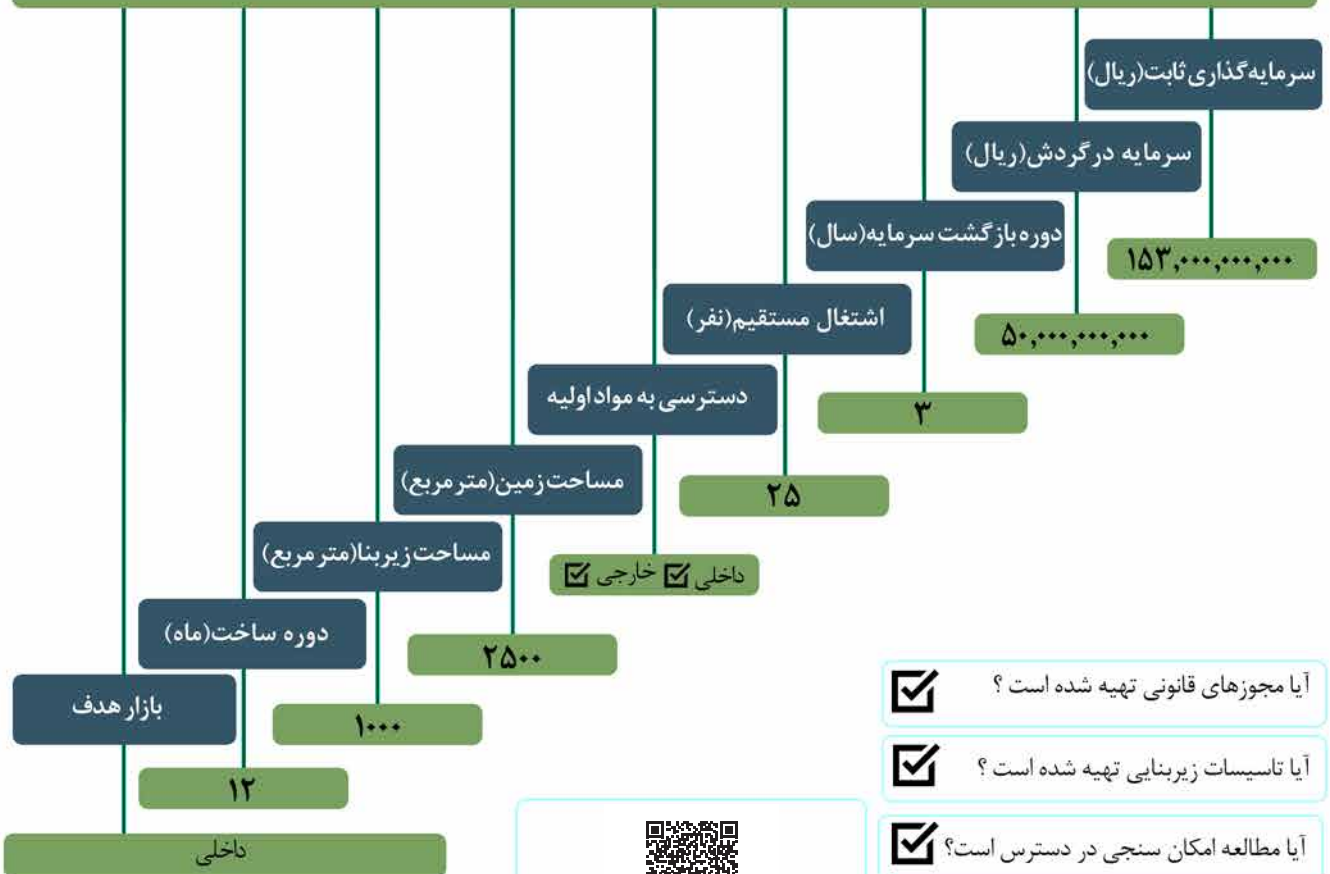 سرمایه‌گذاری ثابت(ریال)
۱۵۳,۰۰۰,۰۰۰,۰۰۰
سرمایه در گردش(ریال)
۵۰,۰۰۰,۰۰۰,۰۰۰
دوره بازگشت سرمایه(سال)
۳
اشتغال مستقیم(نفر)
۲۵
دسترسی به مواد اولیه
داخلی ☑ خارجی ☑
مساحت زمین(متر مربع)
۲۵۰۰
مساحت زیربنا(متر مربع)
۱۰۰۰
دوره ساخت(ماه)
۱۲
بازار هدف
داخلی
آیا مجوزهای قانونی تهیه شده است ؟ ☑
آیا تاسیسات زیربنایی تهیه شده است ؟ ☑
آیا مطالعه امکان سنجی در دسترس است؟ ☑